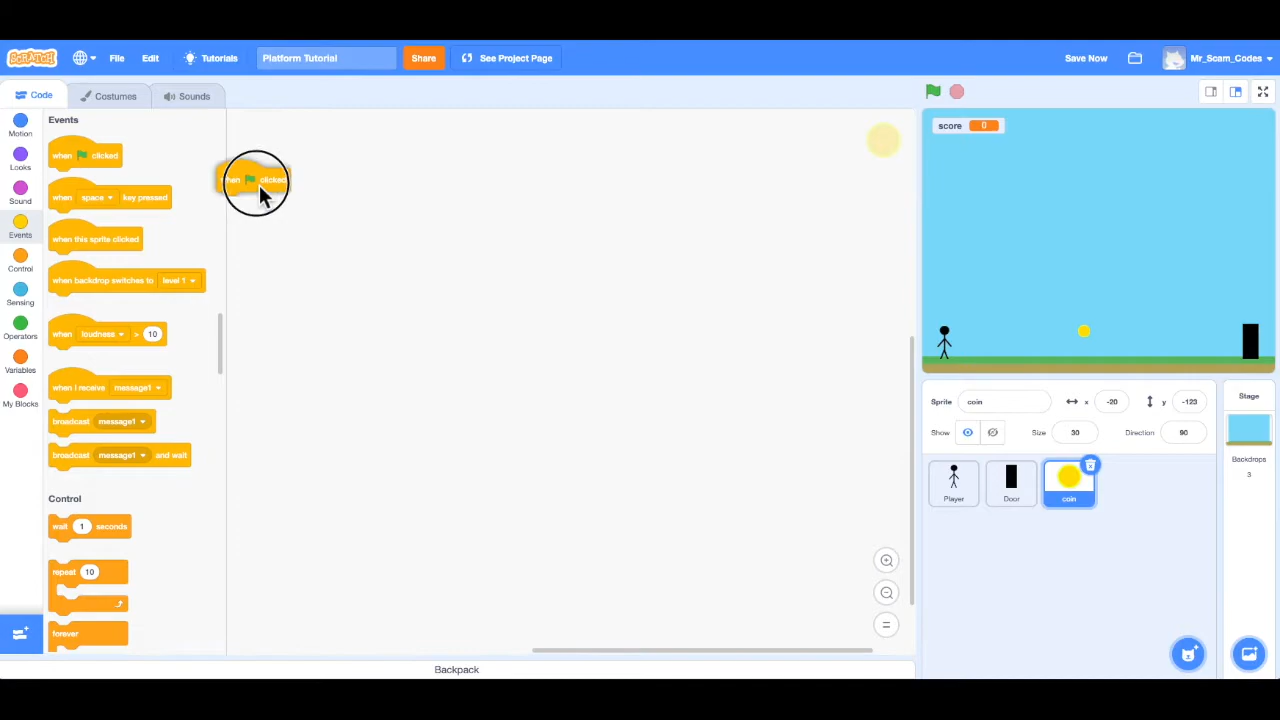 SCRATCH File Edit Tutorials Platform Tutorial Share See Project Page Save Now Mr_Scam_Codes
Code Costumes Sounds
Motion
Looks
Sound
Events
Control
Sensing
Operators
Variables
My Blocks
Events
when clicked
when space key pressed
when this sprite clicked
when backdrop switches to level 1
when loudness > 10
when I receive message1
broadcast message1
broadcast message1 and wait
Control
wait 1 seconds
repeat 10
forever
when clicked
Backpack
score 0
Sprite coin x -20 y -123
Show Size 30 Direction 90
Player
Door
coin
Stage
Backdrops
3